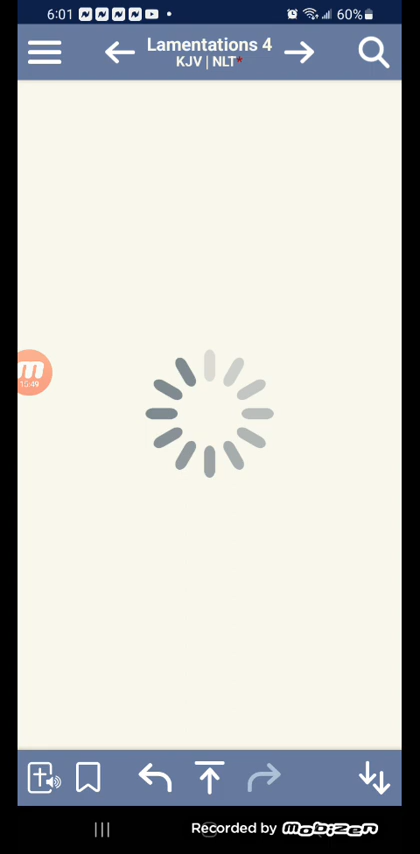 6:01 60%
Lamentations 4
KJV | NLT*
Recorded by MOBIZEN